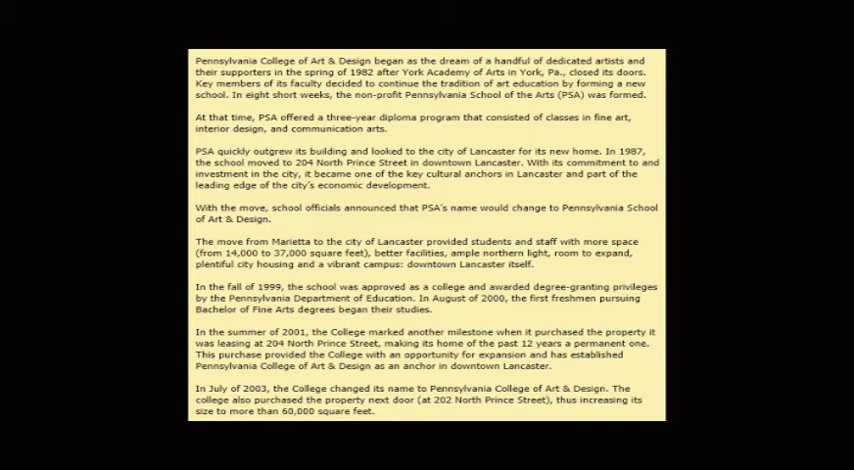 Pennsylvania College of Art & Design began as the dream of a handful of dedicated artists and
their supporters in the spring of 1982 after York Academy of Arts in York, Pa., closed its doors.
Key members of its faculty decided to continue the tradition of art education by forming a new
school. In eight short weeks, the non-profit Pennsylvania School of the Arts (PSA) was formed.
At that time, PSA offered a three-year diploma program that consisted of classes in fine art,
interior design, and communication arts.
PSA quickly outgrew its building and looked to the city of Lancaster for its new home. In 1987,
the school moved to 204 North Prince Street in downtown Lancaster. With its commitment to and
investment in the city, it became one of the key cultural anchors in Lancaster and part of the
leading edge of the city's economic development.
With the move, school officials announced that PSA's name would change to Pennsylvania School
of Art & Design.
The move from Marietta to the city of Lancaster provided students and staff with more space
(from 14,000 to 37,000 square feet), better facilities, ample northern light, room to expand,
plentiful city housing and a vibrant campus: downtown Lancaster itself.
In the fall of 1999, the school was approved as a college and awarded degree-granting privileges
by the Pennsylvania Department of Education. In August of 2000, the first freshmen pursuing
Bachelor of Fine Arts degrees began their studies.
In the summer of 2001, the College marked another milestone when it purchased the property it
was leasing at 204 North Prince Street, making its home of the past 12 years a permanent one.
This purchase provided the College with an opportunity for expansion and has established
Pennsylvania College of Art & Design as an anchor in downtown Lancaster.
In July of 2003, the College changed its name to Pennsylvania College of Art & Design. The
college also purchased the property next door (at 202 North Prince Street), thus increasing its
size to more than 60,000 square feet.